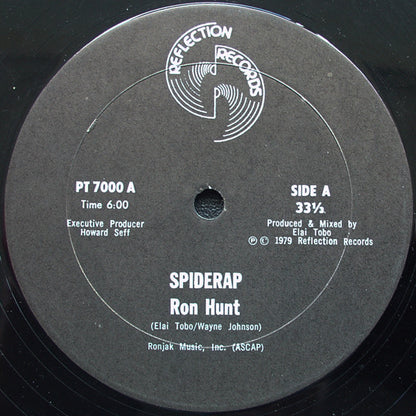 REFLECTION
RECORDS
PT 7000 A
Time 6:00
Executive Producer
Howard Seff
SIDE A
33⅓
Produced & Mixed by
Elai Tobo
℗ © 1979 Reflection Records
SPIDERAP
Ron Hunt
(Elai Tobo/Wayne Johnson)
Ronjak Music, Inc. (ASCAP)